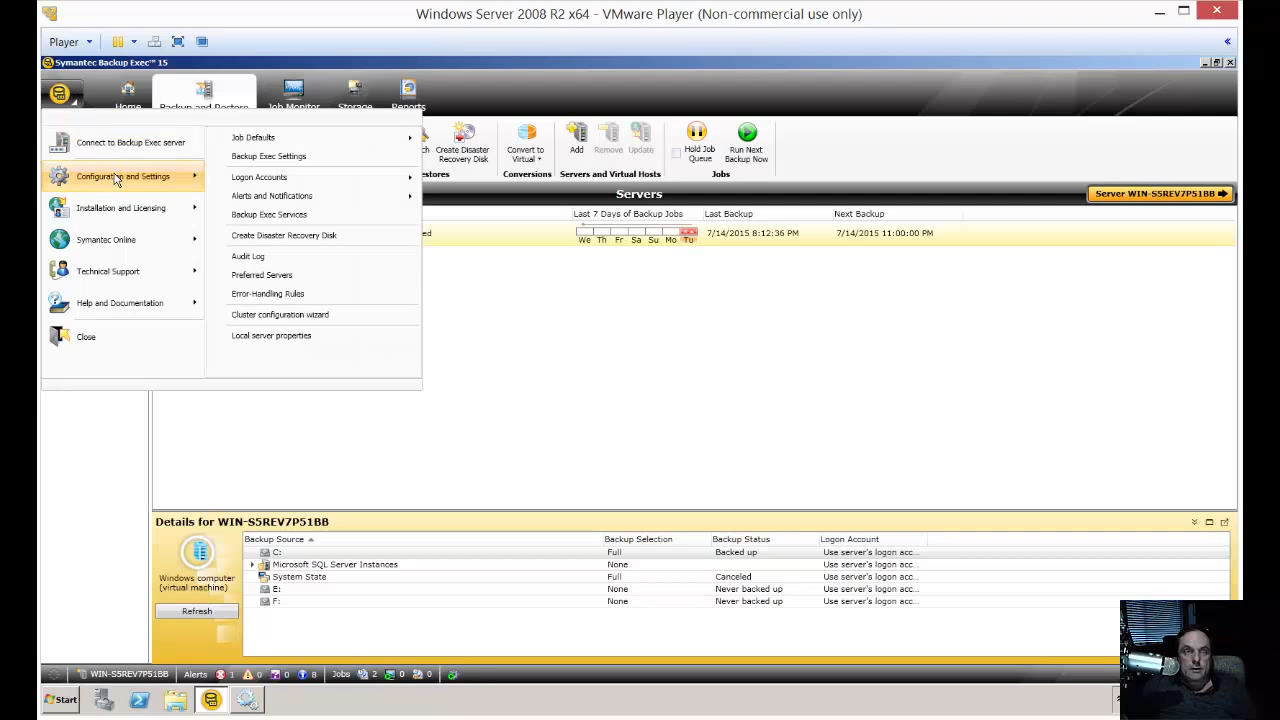 Windows Server 2008 R2 x64 - VMware Player (Non-commercial use only)
Player
Symantec Backup Exec™ 15
Home
Backup and Restore
Job Monitor
Storage
Reports
Connect to Backup Exec server
Configuration and Settings
Installation and Licensing
Symantec Online
Technical Support
Help and Documentation
Close
Job Defaults
Backup Exec Settings
Logon Accounts
Alerts and Notifications
Backup Exec Services
Create Disaster Recovery Disk
Audit Log
Preferred Servers
Error-Handling Rules
Cluster configuration wizard
Local server properties
ch
Create Disaster
Recovery Disk
estores
Convert to
Virtual
Conversions
Add
Remove
Update
Servers and Virtual Hosts
Hold Job
Queue
Run Next
Backup Now
Jobs
Servers
Server WIN-S5REV7P51BB
Last 7 Days of Backup Jobs
Last Backup
Next Backup
ed
We Th Fr Sa Su Mo Tu
7/14/2015 8:12:36 PM
7/14/2015 11:00:00 PM
Details for WIN-S5REV7P51BB
Windows computer
(virtual machine)
Refresh
Backup Source Backup Selection Backup Status Logon Account
C: Full Backed up Use server's logon acc...
Microsoft SQL Server Instances None Use server's logon acc...
System State Full Canceled Use server's logon acc...
E: None Never backed up Use server's logon acc...
F: None Never backed up Use server's logon acc...
WIN-S5REV7P51BB Alerts 1 0 0 8 Jobs 2 0 0
Start